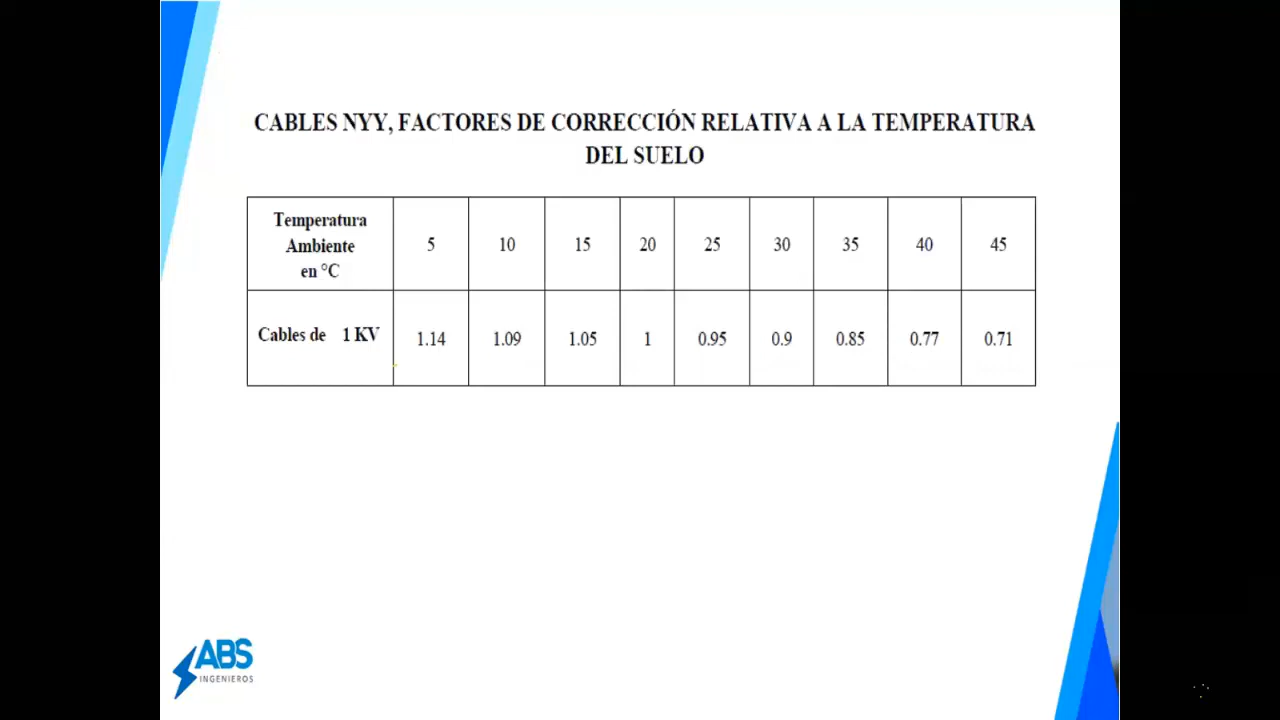 CABLES NYY, FACTORES DE CORRECCIÓN RELATIVA A LA TEMPERATURA
DEL SUELO
Temperatura
Ambiente
en °C
5 10 15 20 25 30 35 40 45
Cables de 1 KV
1.14 1.09 1.05 1 0.95 0.9 0.85 0.77 0.71
ABS
INGENIEROS